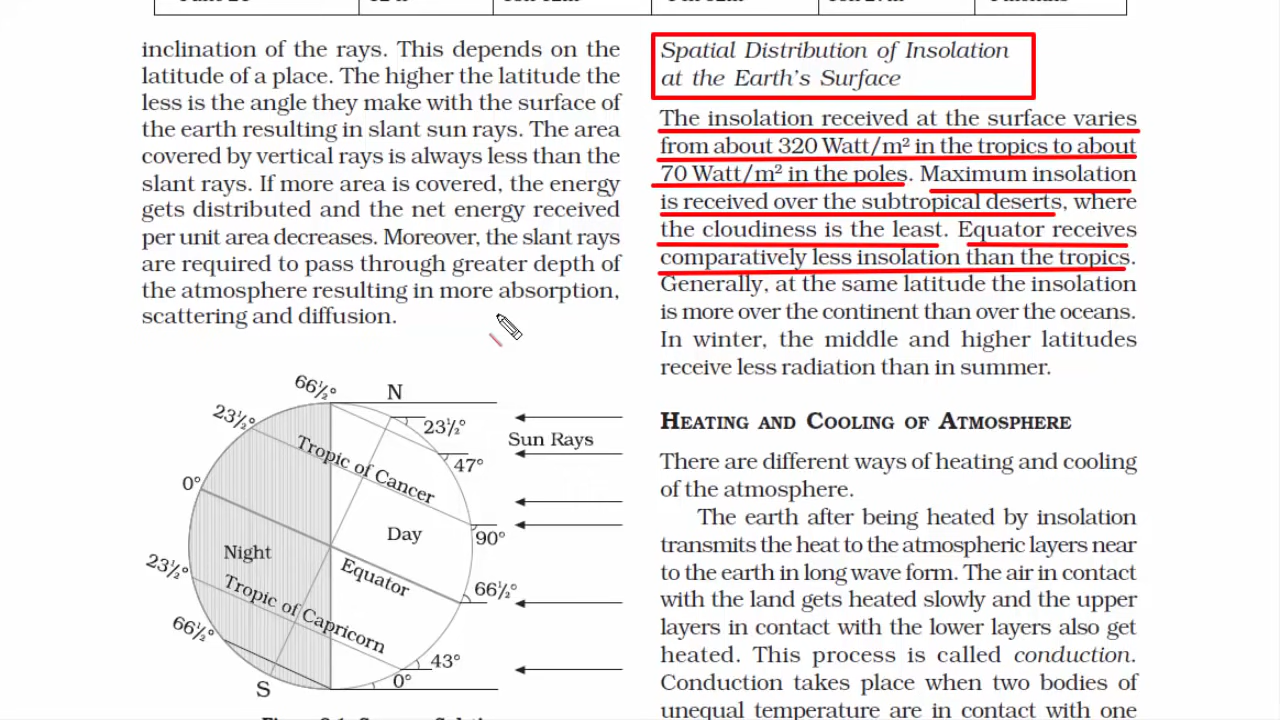 inclination of the rays. This depends on the
latitude of a place. The higher the latitude the
less is the angle they make with the surface of
the earth resulting in slant sun rays. The area
covered by vertical rays is always less than the
slant rays. If more area is covered, the energy
gets distributed and the net energy received
per unit area decreases. Moreover, the slant rays
are required to pass through greater depth of
the atmosphere resulting in more absorption,
scattering and diffusion.
66½°
N
23½°
23½°
Sun Rays
Tropic of Cancer
47°
0°
Day
90°
Night
Equator
23½°
66½°
Tropic of Capricorn
66½°
43°
0°
S
Spatial Distribution of Insolation
at the Earth's Surface
The insolation received at the surface varies
from about 320 Watt/m² in the tropics to about
70 Watt/m² in the poles. Maximum insolation
is received over the subtropical deserts, where
the cloudiness is the least. Equator receives
comparatively less insolation than the tropics.
Generally, at the same latitude the insolation
is more over the continent than over the oceans.
In winter, the middle and higher latitudes
receive less radiation than in summer.
HEATING AND COOLING OF ATMOSPHERE
There are different ways of heating and cooling
of the atmosphere.
The earth after being heated by insolation
transmits the heat to the atmospheric layers near
to the earth in long wave form. The air in contact
with the land gets heated slowly and the upper
layers in contact with the lower layers also get
heated. This process is called conduction.
Conduction takes place when two bodies of
unequal temperature are in contact with one